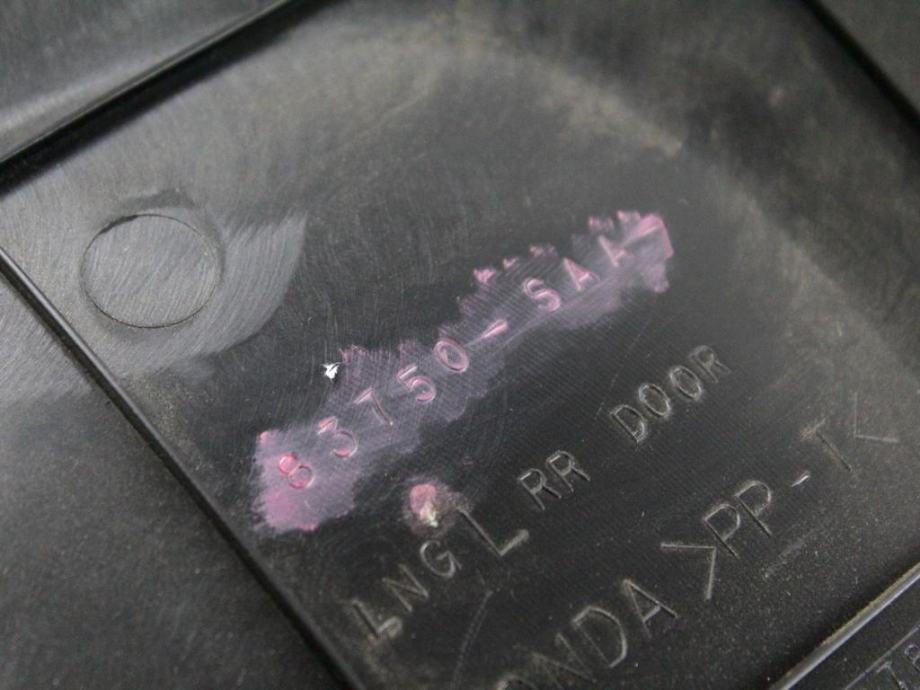 83750-SAA
LNG L RR DOOR
ONDA >PP-T<